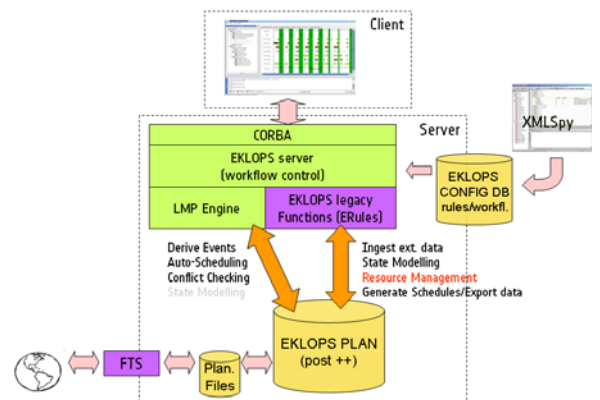 Client
XMLSpy
Server
CORBA
EKLOPS server
(workflow control)
EKLOPS
CONFIG DB
rules/workfl.
LMP Engine
EKLOPS legacy
Functions (ERules)
Derive Events
Auto-Scheduling
Conflict Checking
State Modelling
Ingest ext. data
State Modelling
Resource Management
Generate Schedules/Export data
EKLOPS PLAN
(post ++)
FTS
Plan.
Files